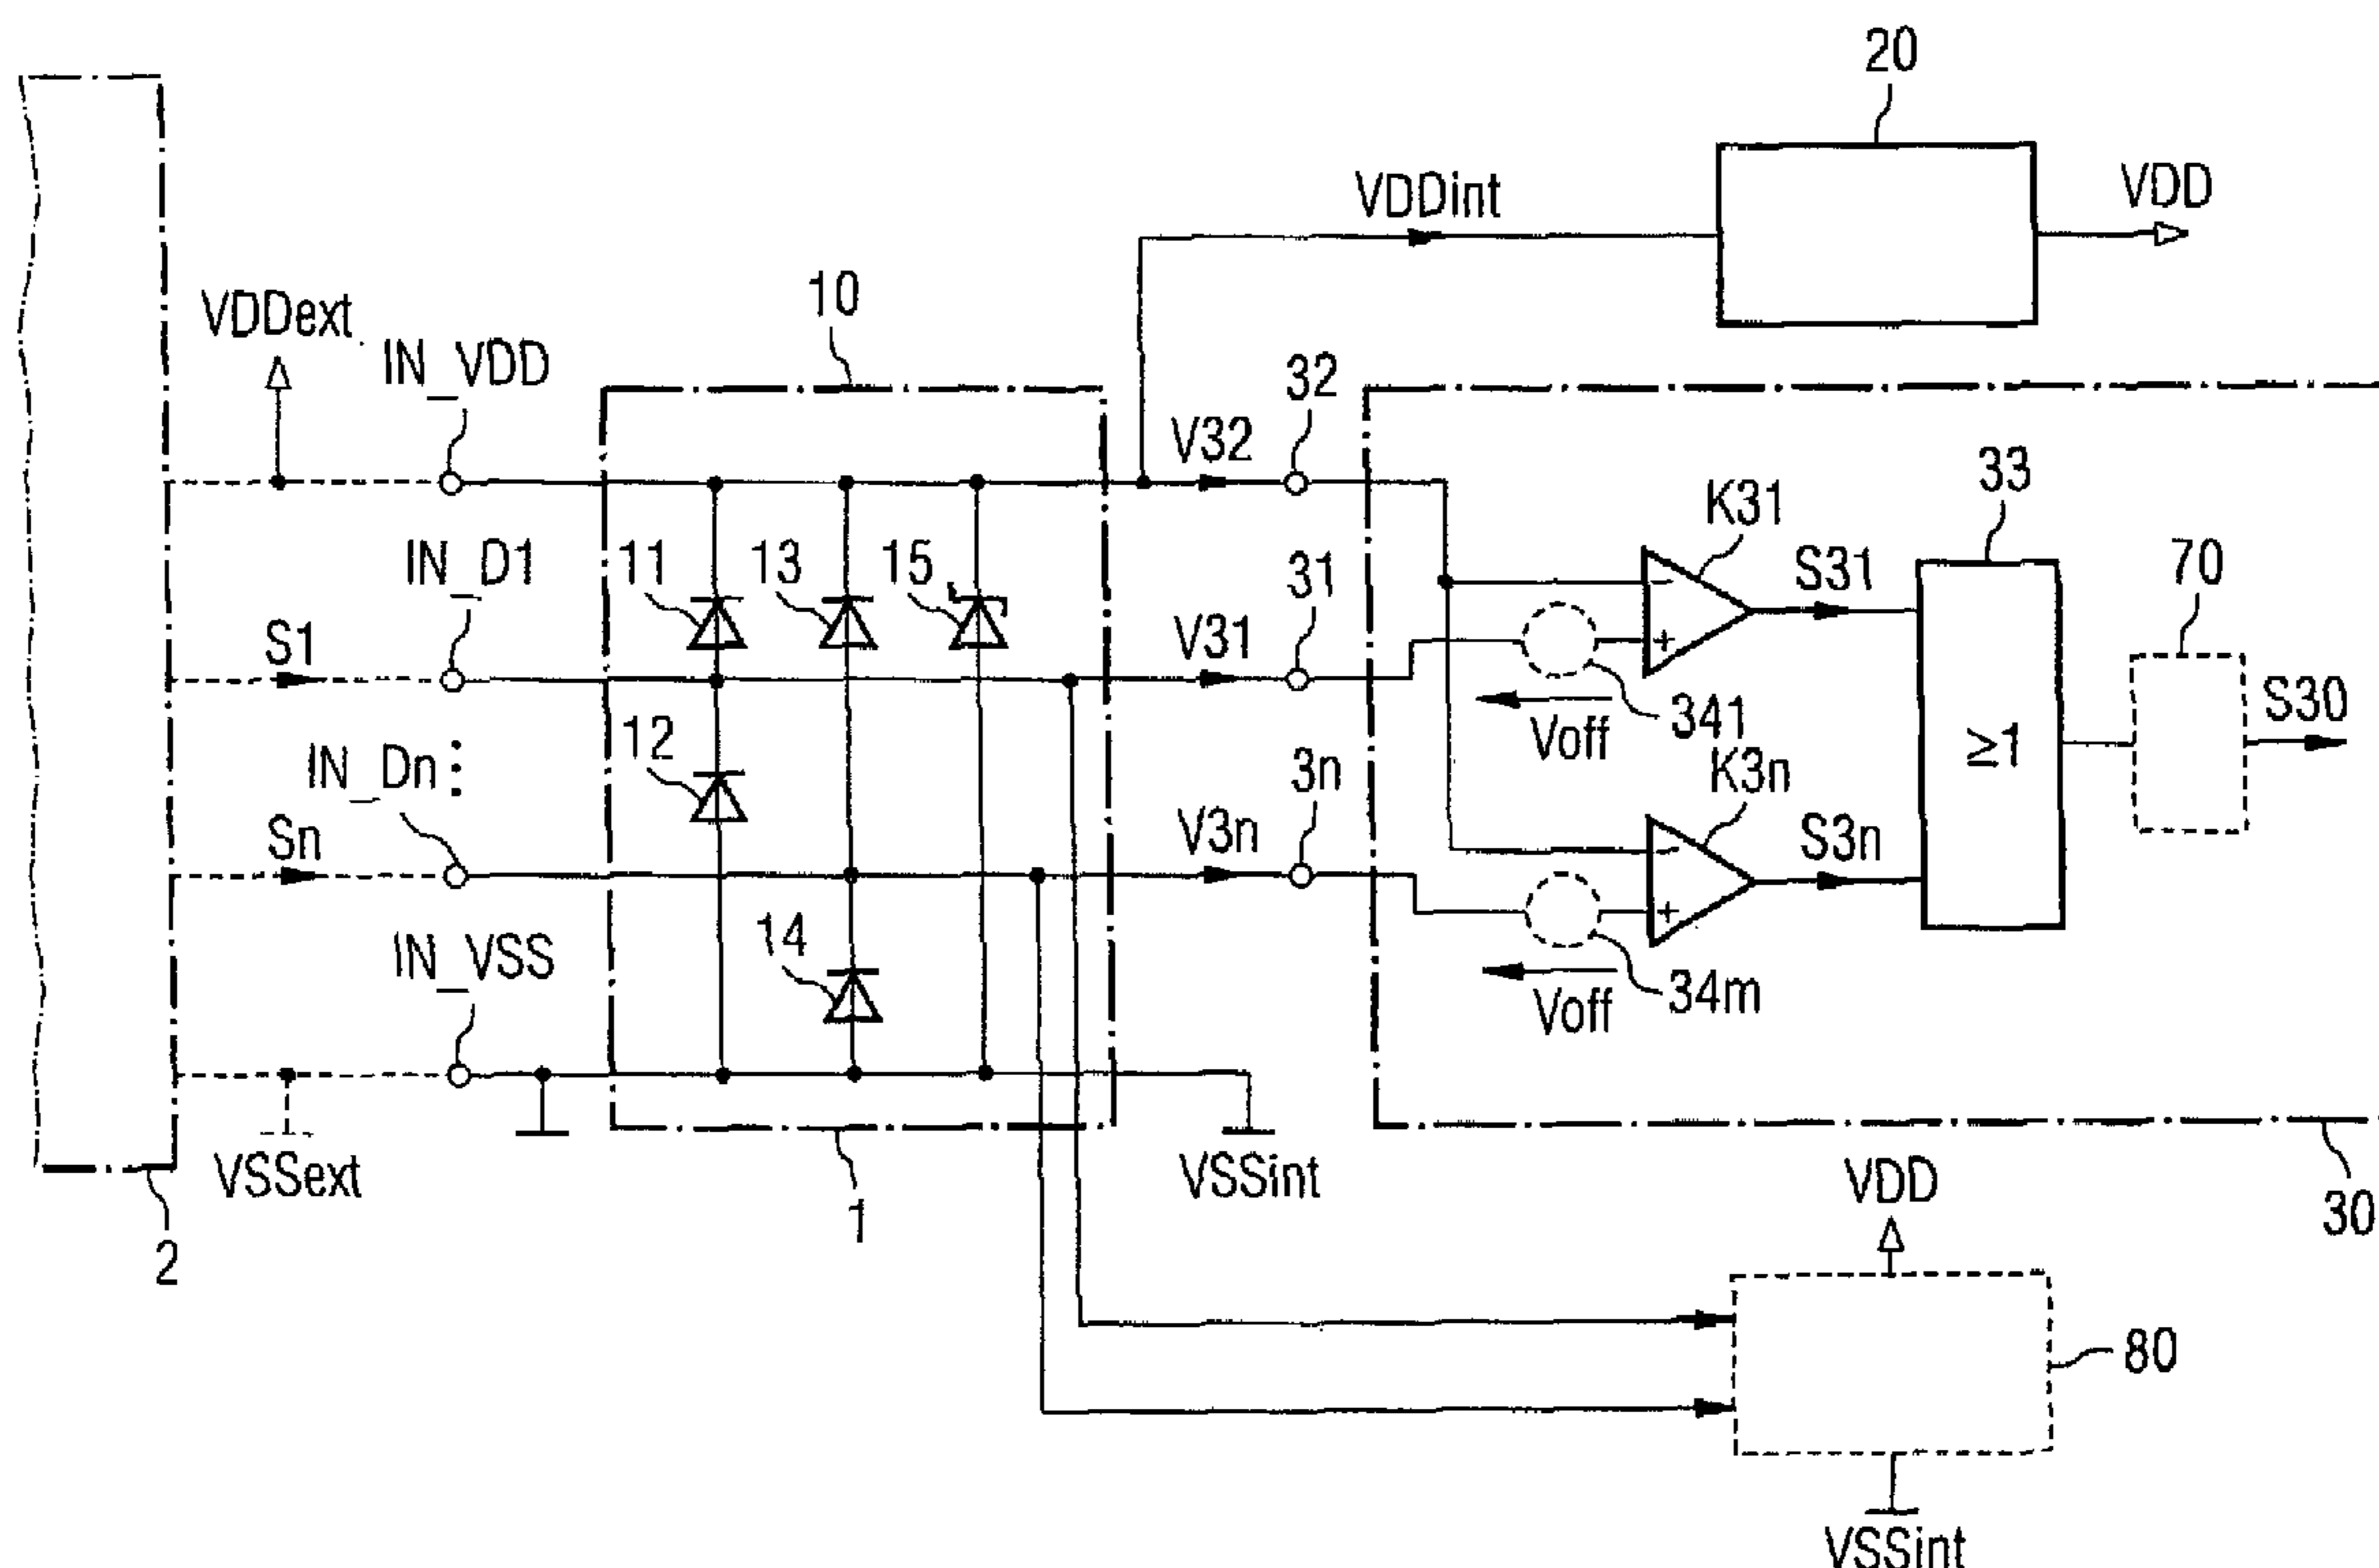 20
VDDint
VDD
10
VDDext
IN_VDD
32
V32
33
K31
IN_D1
11
13
15
31
S31
70
S1
V31
341
S30
Voff
12
IN_Dn
3n
K3n
≥1
Sn
V3n
S3n
14
IN_VSS
34m
Voff
VSSext
VSSint
VDD
30
1
2
80
VSSint
- 
+
- 
+